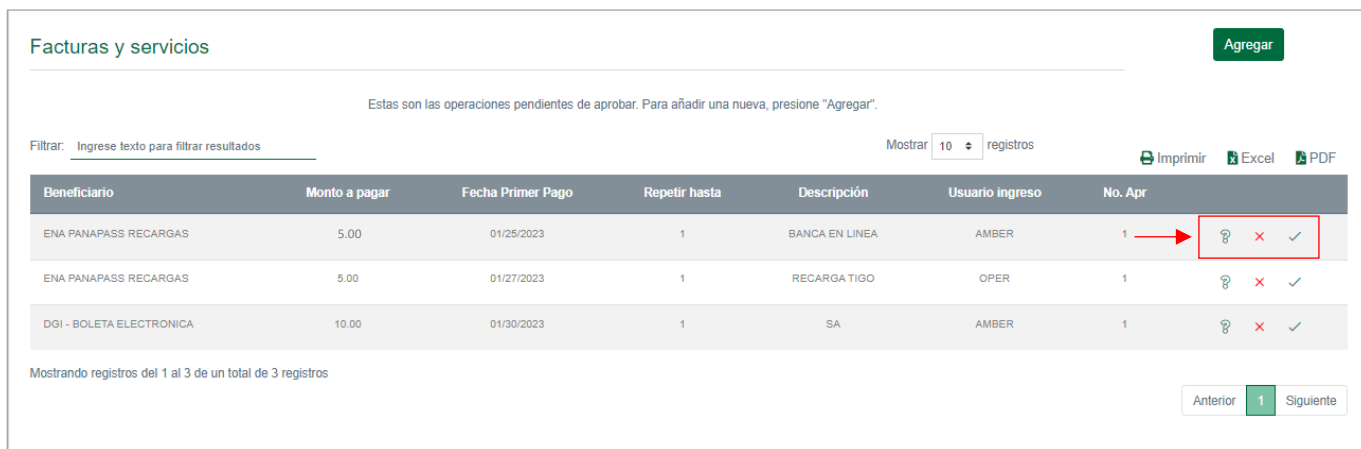 Facturas y servicios
Agregar
Estas son las operaciones pendientes de aprobar. Para añadir una nueva, presione "Agregar".
Filtrar: Ingrese texto para filtrar resultados
Mostrar 10 registros
Imprimir Excel PDF
Beneficiario Monto a pagar Fecha Primer Pago Repetir hasta Descripción Usuario ingreso No. Apr
ENA PANAPASS RECARGAS 5.00 01/25/2023 1 BANCA EN LINEA AMBER 1
ENA PANAPASS RECARGAS 5.00 01/27/2023 1 RECARGA TIGO OPER 1
DGI - BOLETA ELECTRONICA 10.00 01/30/2023 1 SA AMBER 1
Mostrando registros del 1 al 3 de un total de 3 registros
Anterior 1 Siguiente